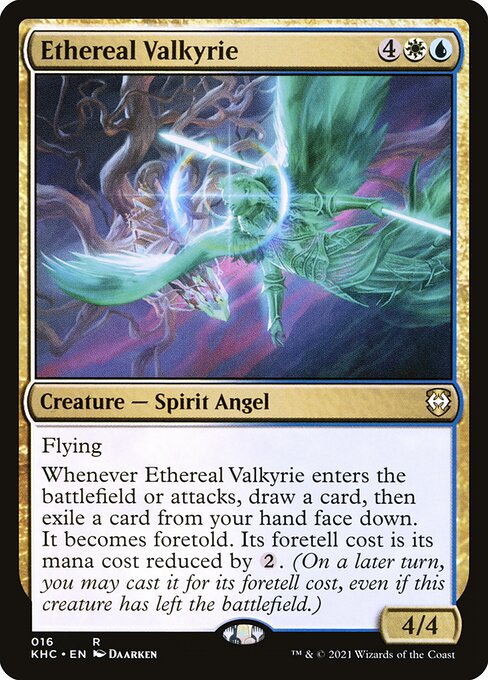 Ethereal Valkyrie 4
Creature — Spirit Angel
Flying
Whenever Ethereal Valkyrie enters the
battlefield or attacks, draw a card, then
exile a card from your hand face down.
It becomes foretold. Its foretell cost is its
mana cost reduced by 2. (On a later turn,
you may cast it for its foretell cost, even if this
creature has left the battlefield.)
4/4
016 R
KHC • EN DAARKEN
™ & © 2021 Wizards of the Coast